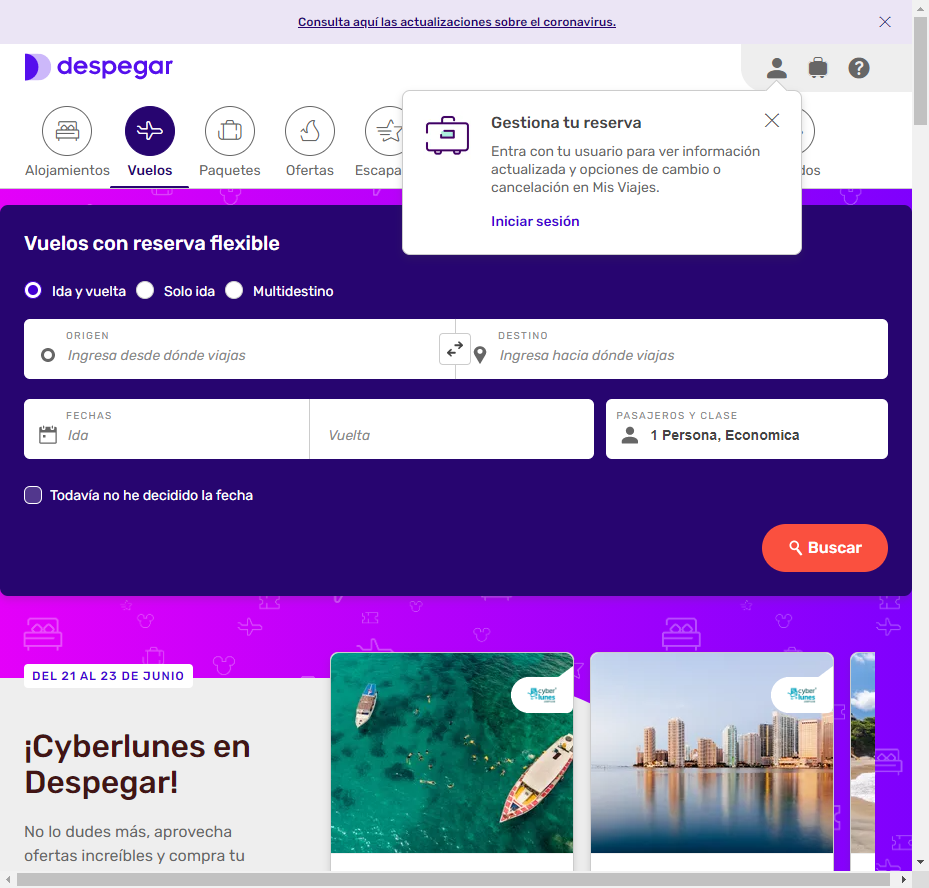 Consulta aquí las actualizaciones sobre el coronavirus.
despegar
Alojamientos
Vuelos
Paquetes
Ofertas
Escapa
dos
Gestiona tu reserva
Entra con tu usuario para ver información
actualizada y opciones de cambio o
cancelación en Mis Viajes.
Iniciar sesión
Vuelos con reserva flexible
Ida y vuelta
Solo ida
Multidestino
ORIGEN
Ingresa desde dónde viajas
DESTINO
Ingresa hacia dónde viajas
FECHAS
Ida
Vuelta
PASAJEROS Y CLASE
1 Persona, Economica
Todavía no he decidido la fecha
Buscar
DEL 21 AL 23 DE JUNIO
¡Cyberlunes en
Despegar!
No lo dudes más, aprovecha
ofertas increíbles y compra tu
cyber
lunes
cyber
lunes